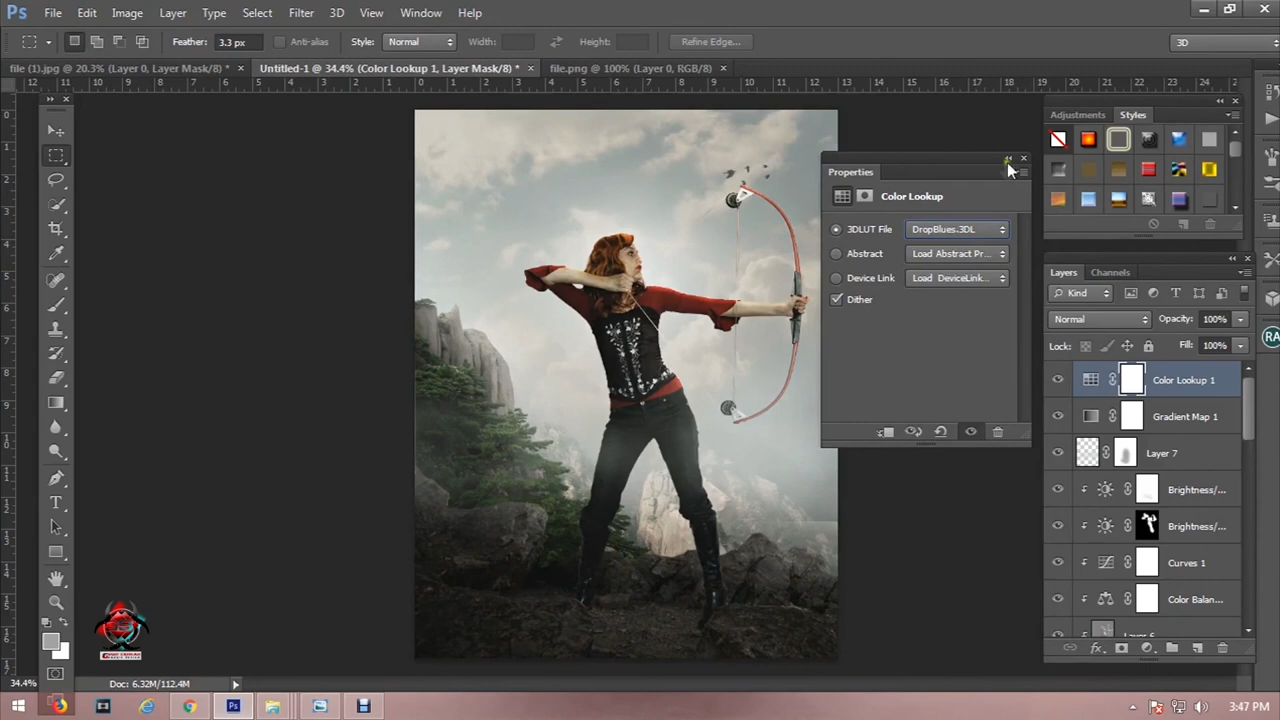 Ps File Edit Image Layer Type Select Filter 3D View Window Help
Feather: 3.3 px Anti-alias Style: Normal Width: Height: Refine Edge... 3D
file (1).jpg @ 20.3% (Layer 0, Layer Mask/8) * Untitled-1 @ 34.4% (Color Lookup 1, Layer Mask/8) * file.png @ 100% (Layer 0, RGB/8)
Adjustments Styles
Properties
Color Lookup
3DLUT File DropBlues.3DL
Abstract Load Abstract Pr...
Device Link Load DeviceLink...
Dither
Layers Channels
Kind
Normal Opacity: 100%
Lock: Fill: 100%
Color Lookup 1
Gradient Map 1
Layer 7
Brightness/...
Brightness/...
Curves 1
Color Balan...
Layer 6
RA
34.4% Doc: 6.32M/112.4M
Ps
3:47 PM